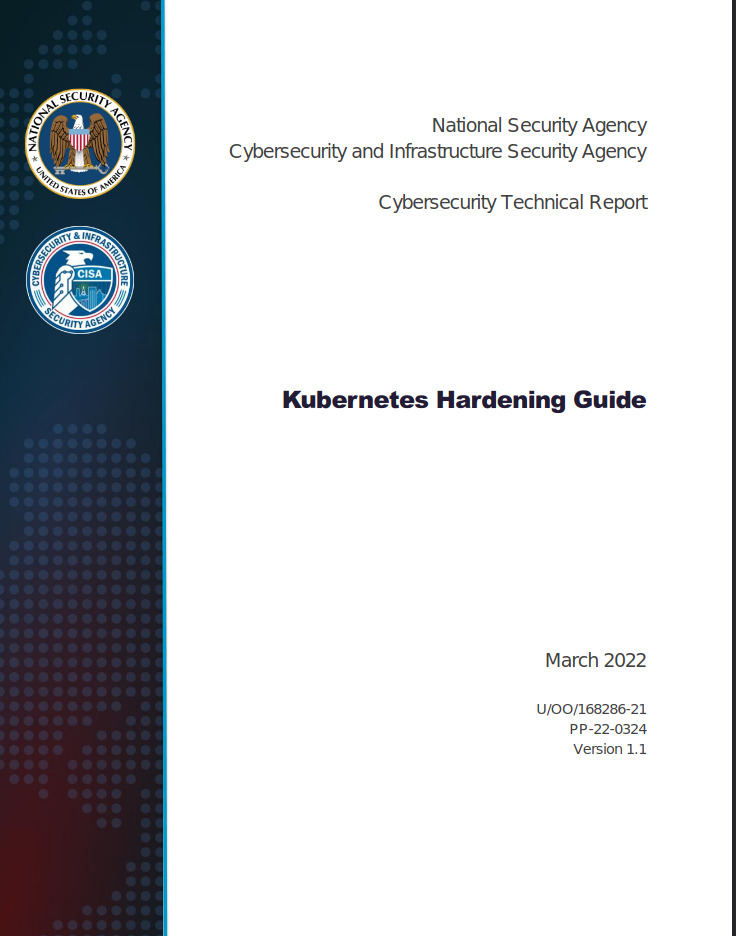 NATIONAL SECURITY AGENCY
UNITED STATES OF AMERICA
CYBERSECURITY & INFRASTRUCTURE
CISA
SECURITY AGENCY
National Security Agency
Cybersecurity and Infrastructure Security Agency
Cybersecurity Technical Report
Kubernetes Hardening Guide
March 2022
U/OO/168286-21
PP-22-0324
Version 1.1